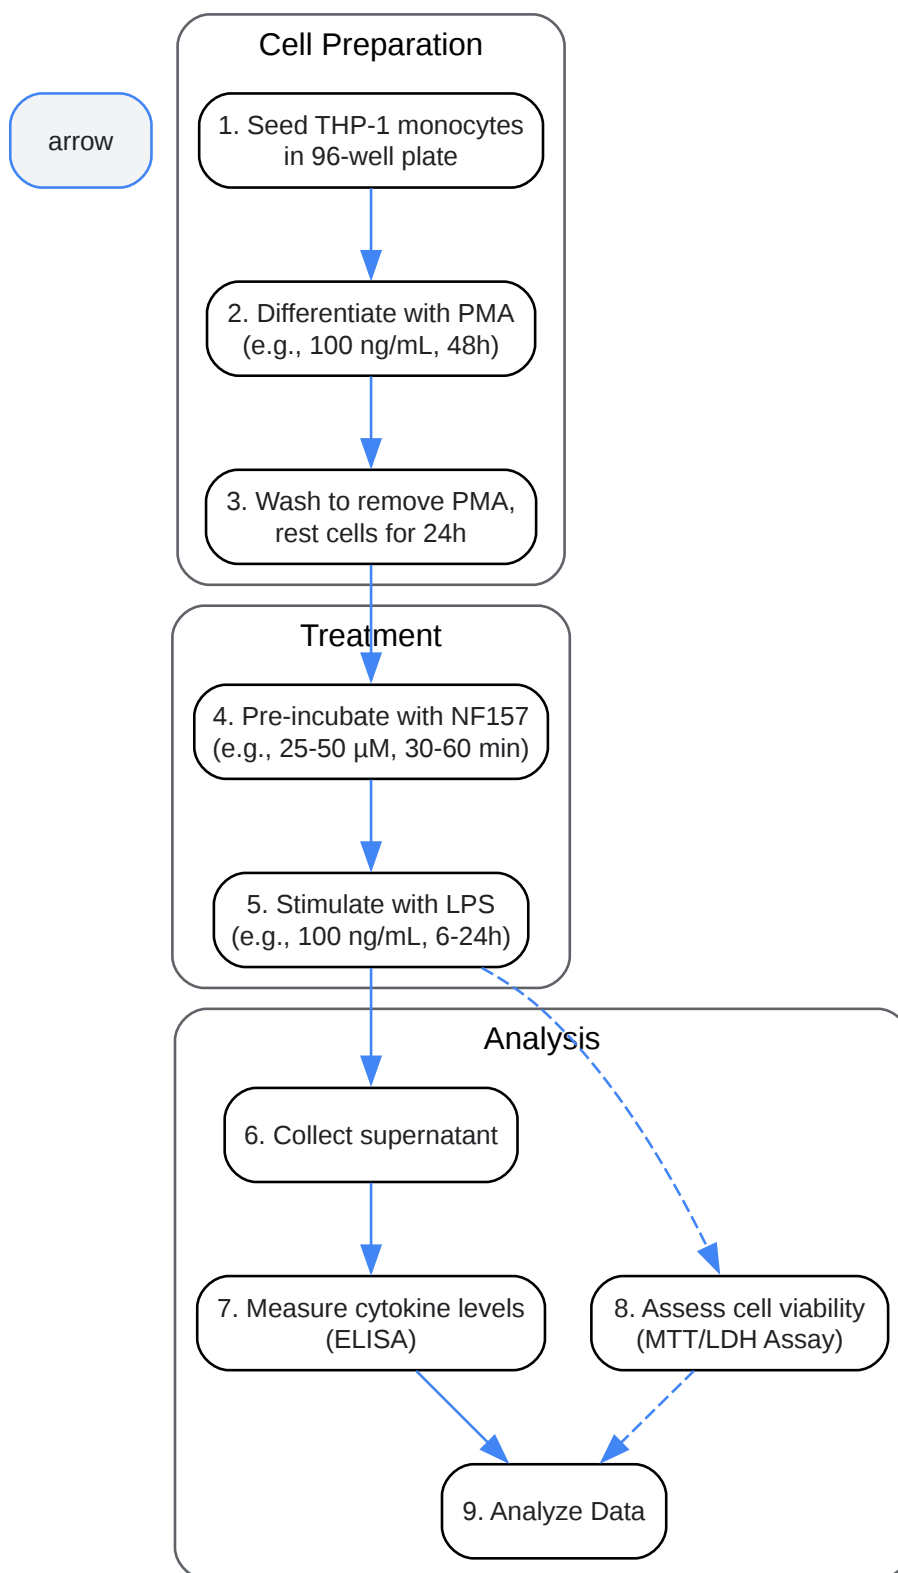 Cell Preparation
arrow
1. Seed THP-1 monocytes
in 96-well plate
2. Differentiate with PMA
(e.g., 100 ng/mL, 48h)
3. Wash to remove PMA,
rest cells for 24h
Treatment
4. Pre-incubate with NF157
(e.g., 25-50 µM, 30-60 min)
5. Stimulate with LPS
(e.g., 100 ng/mL, 6-24h)
Analysis
6. Collect supernatant
7. Measure cytokine levels
(ELISA)
8. Assess cell viability
(MTT/LDH Assay)
9. Analyze Data